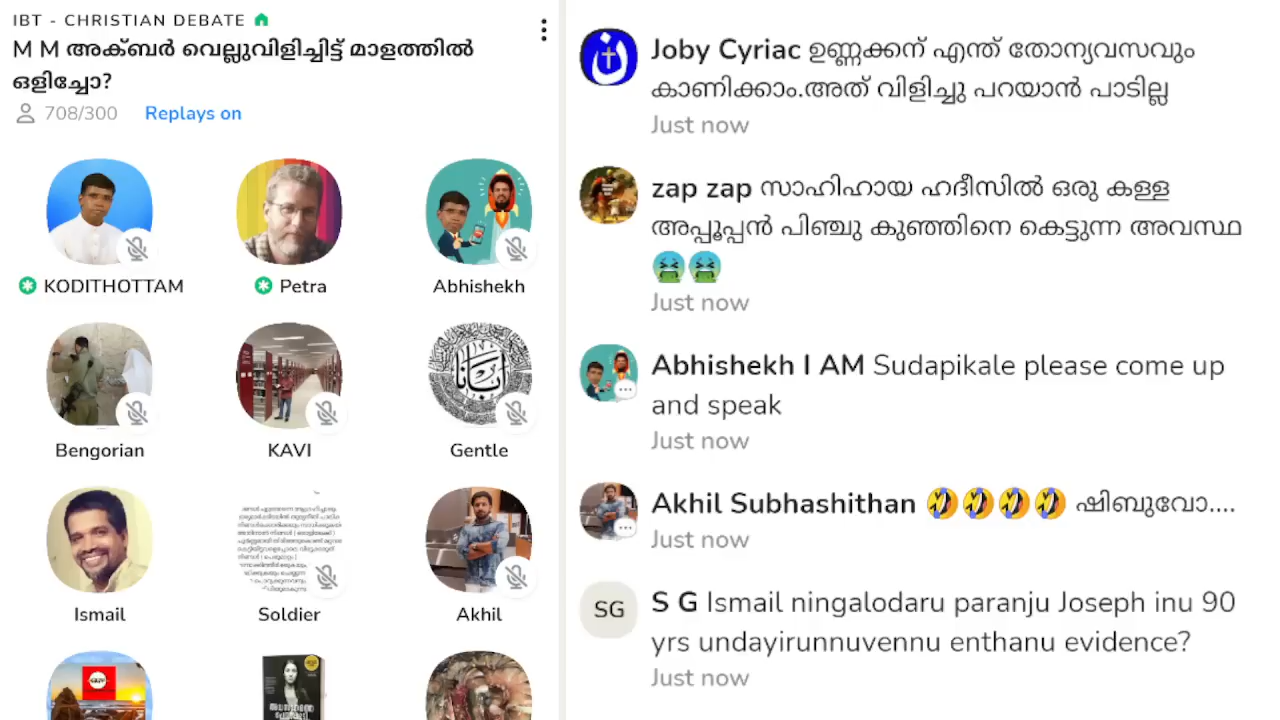 IBT - CHRISTIAN DEBATE
M M അക്ബർ വെല്ലുവിളിച്ചിട്ട് മാളത്തിൽ
ഒളിച്ചോ?
708/300 Replays on
KODITHOTTAM
Petra
Abhishekh
Bengorian
KAVI
Gentle
Ismail
Soldier
Akhil
Joby Cyriac ഉണ്ണക്കന് എന്ത് തോന്യവസവും
കാണിക്കാം.അത് വിളിച്ചു പറയാൻ പാടില്ല
Just now
zap zap സാഹിഹായ ഹദീസിൽ ഒരു കള്ള
അപ്പൂപ്പൻ പിഞ്ചു കുഞ്ഞിനെ കെട്ടുന്ന അവസ്ഥ
🤮🤮
Just now
Abhishekh I AM Sudapikale please come up
and speak
Just now
Akhil Subhashithan 🤣🤣🤣🤣 ഷിബുവോ....
Just now
SG
S G Ismail ningalodaru paranju Joseph inu 90
yrs undayirunnuvennu enthanu evidence?
Just now